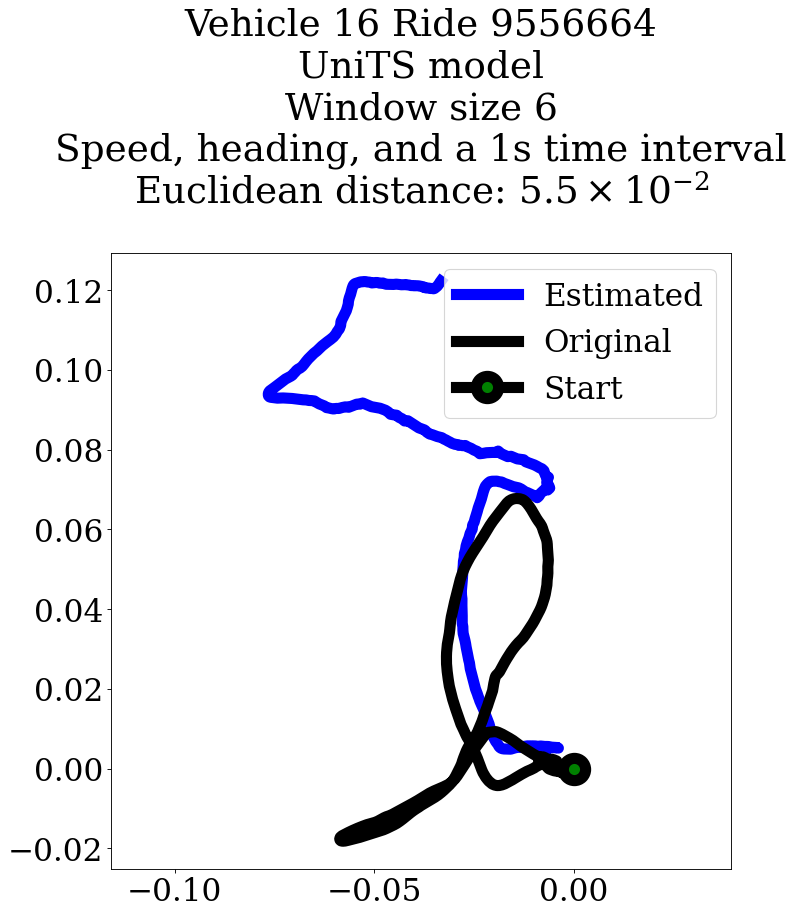 Vehicle 16 Ride 9556664
UniTS model
Window size 6
Speed, heading, and a 1s time interval
Euclidean distance: 5.5 × 10⁻²
Estimated
Original
Start
0.12
0.10
0.08
0.06
0.04
0.02
0.00
−0.02
−0.10
−0.05
0.00